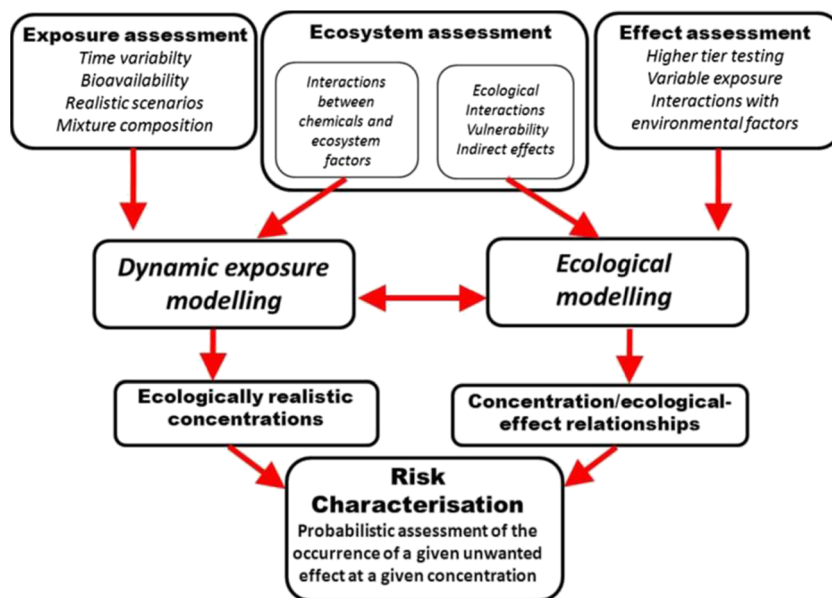 Exposure assessment
Time variabilty
Bioavailability
Realistic scenarios
Mixture composition
Ecosystem assessment
Interactions
between
chemicals and
ecosystem
factors
Ecological
Interactions
Vulnerability
Indirect effects
Effect assessment
Higher tier testing
Variable exposure
Interactions with
environmental factors
Dynamic exposure
modelling
Ecological
modelling
Ecologically realistic
concentrations
Concentration/ecological-
effect relationships
Risk
Characterisation
Probabilistic assessment of the
occurrence of a given unwanted
effect at a given concentration